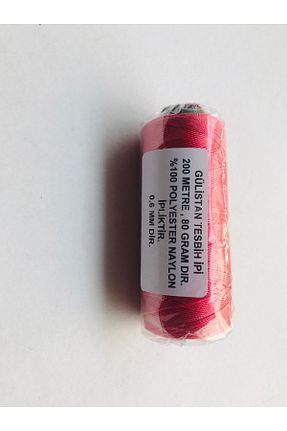 GÜLİSTAN TESBİH İPİ
200 METRE , 80 GRAM DIR.
%100 POLYESTER NAYLON
İPLİKTİR.
0,6 MM DİR.